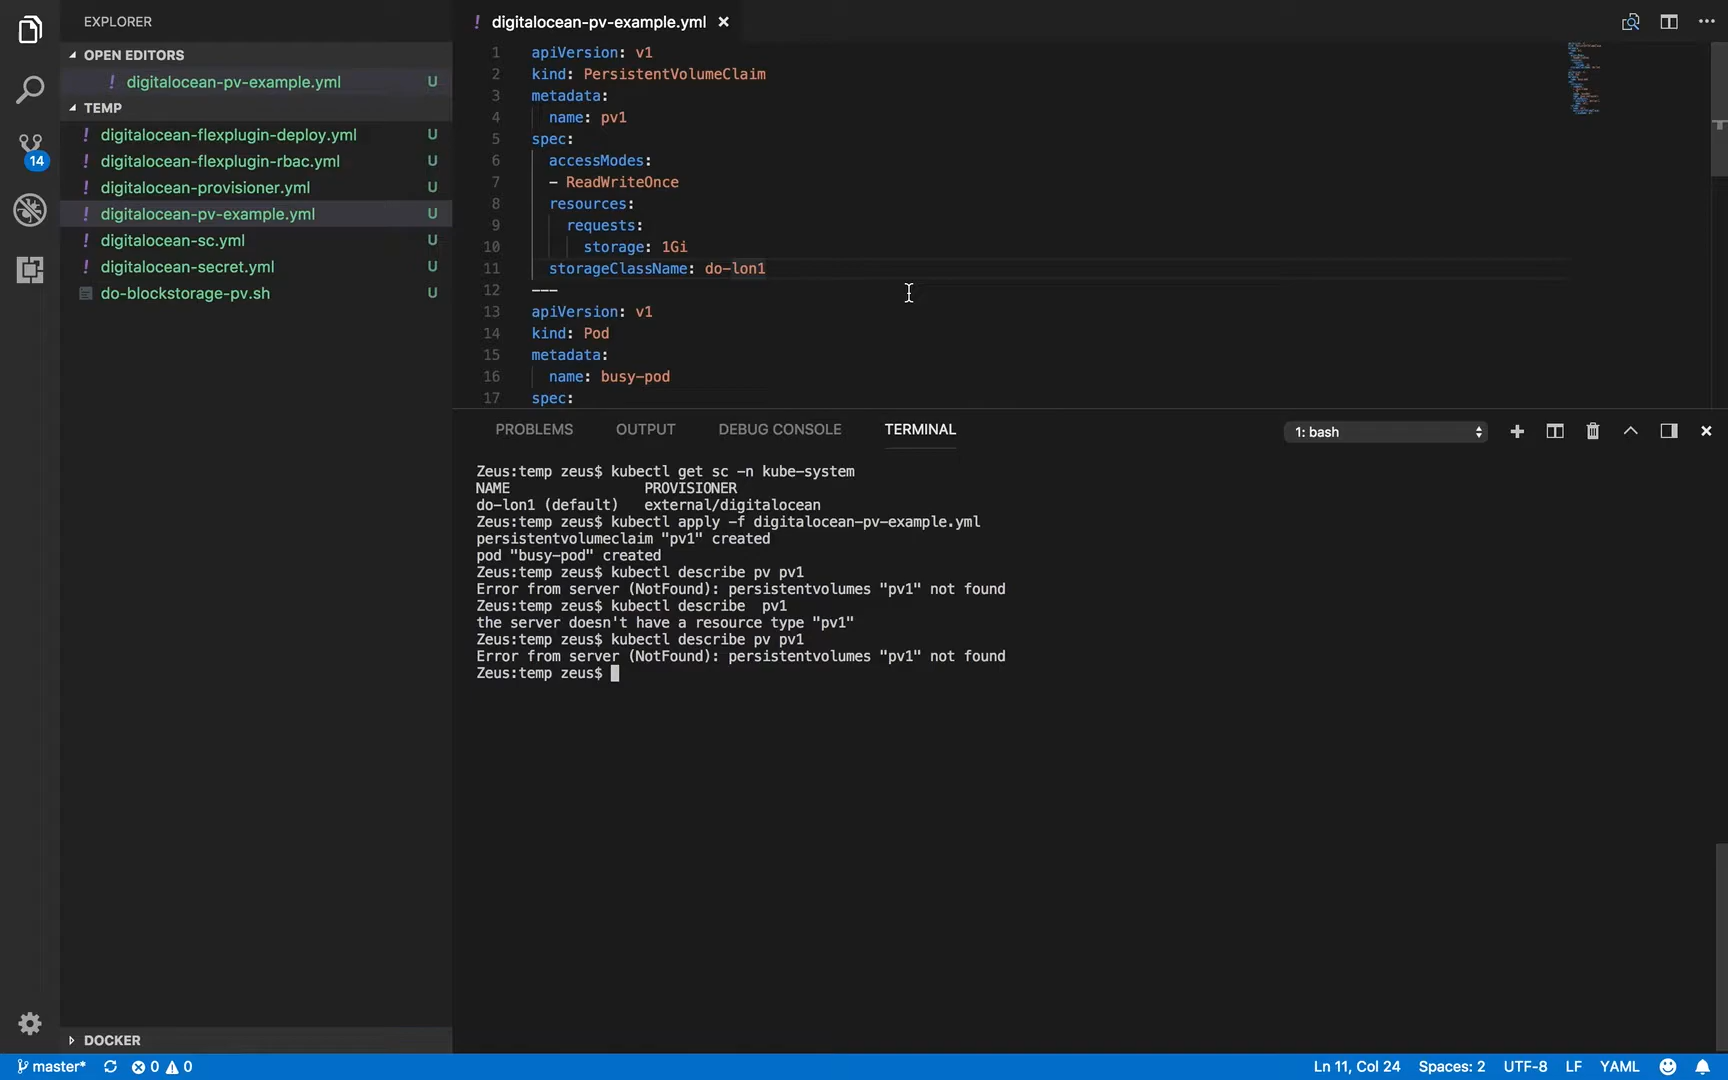 EXPLORER
OPEN EDITORS
! digitalocean-pv-example.yml U
TEMP
! digitalocean-flexplugin-deploy.yml U
! digitalocean-flexplugin-rbac.yml U
! digitalocean-provisioner.yml U
! digitalocean-pv-example.yml U
! digitalocean-sc.yml U
! digitalocean-secret.yml U
do-blockstorage-pv.sh U
14
DOCKER
! digitalocean-pv-example.yml ×
1 apiVersion: v1
2 kind: PersistentVolumeClaim
3 metadata:
4   name: pv1
5 spec:
6   accessModes:
7   - ReadWriteOnce
8   resources:
9     requests:
10       storage: 1Gi
11   storageClassName: do-lon1
12 ---
13 apiVersion: v1
14 kind: Pod
15 metadata:
16   name: busy-pod
17 spec:
PROBLEMS OUTPUT DEBUG CONSOLE TERMINAL 1: bash
Zeus:temp zeus$ kubectl get sc -n kube-system
NAME                PROVISIONER
do-lon1 (default)   external/digitalocean
Zeus:temp zeus$ kubectl apply -f digitalocean-pv-example.yml
persistentvolumeclaim "pv1" created
pod "busy-pod" created
Zeus:temp zeus$ kubectl describe pv pv1
Error from server (NotFound): persistentvolumes "pv1" not found
Zeus:temp zeus$ kubectl describe  pv1
the server doesn't have a resource type "pv1"
Zeus:temp zeus$ kubectl describe pv pv1
Error from server (NotFound): persistentvolumes "pv1" not found
Zeus:temp zeus$
master* 0 0 Ln 11, Col 24 Spaces: 2 UTF-8 LF YAML